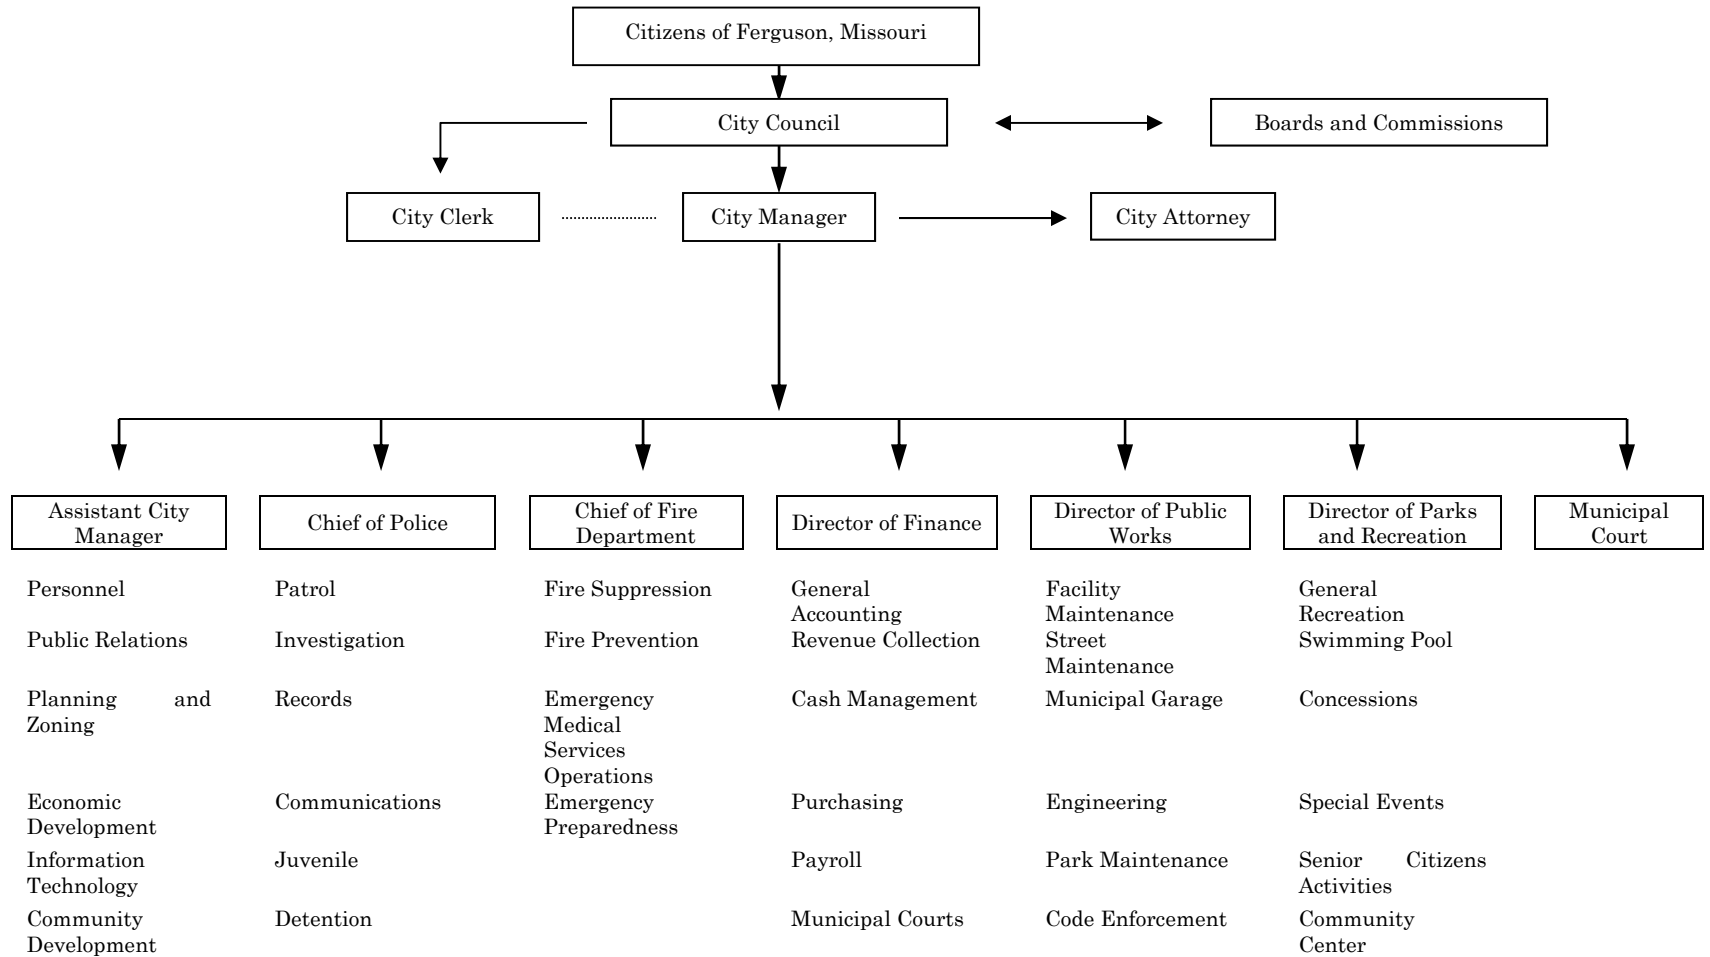 Citizens of Ferguson, Missouri
City Council
Boards and Commissions
City Clerk
City Manager
City Attorney
Assistant City
Manager
Chief of Police
Chief of Fire
Department
Director of Finance
Director of Public
Works
Director of Parks
and Recreation
Municipal
Court
Personnel
Public Relations
Planning and
Zoning
Economic
Development
Information
Technology
Community
Development
Patrol
Investigation
Records
Communications
Juvenile
Detention
Fire Suppression
Fire Prevention
Emergency
Medical
Services
Operations
Emergency
Preparedness
General
Accounting
Revenue Collection
Cash Management
Purchasing
Payroll
Municipal Courts
Facility
Maintenance
Street
Maintenance
Municipal Garage
Engineering
Park Maintenance
Code Enforcement
General
Recreation
Swimming Pool
Concessions
Special Events
Senior Citizens
Activities
Community
Center